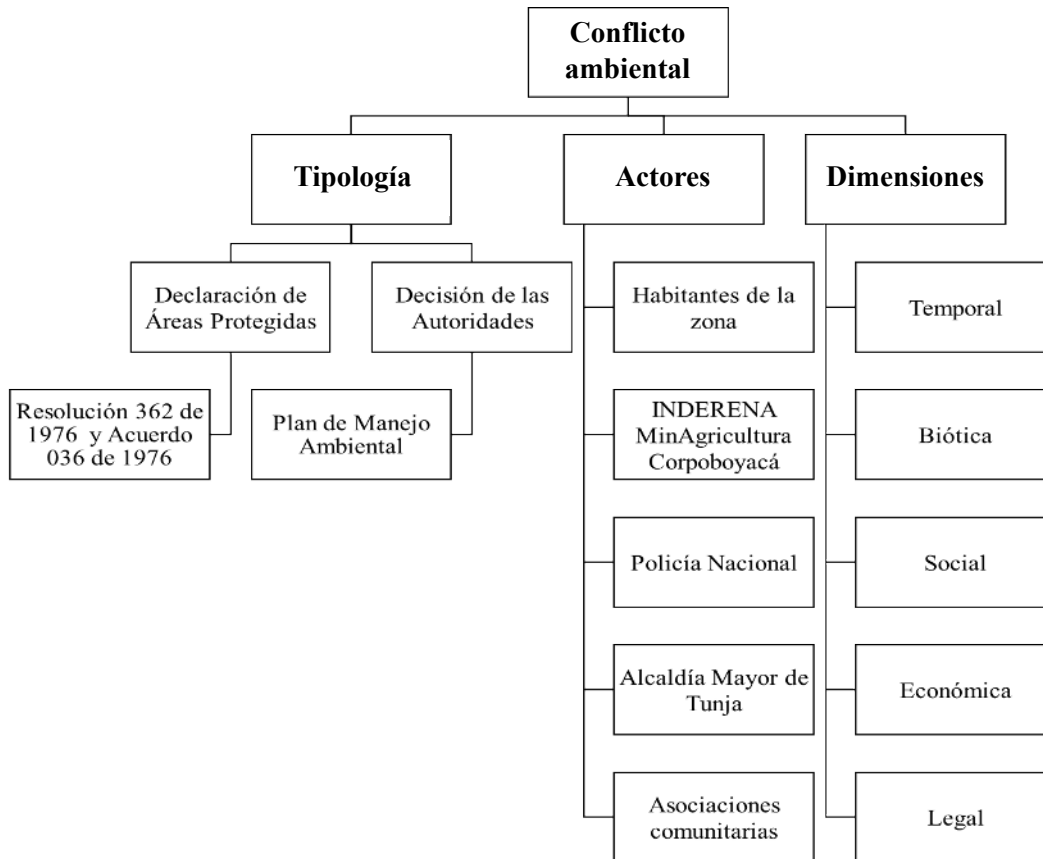 Conflicto
ambiental
Tipología
Actores
Dimensiones
Declaración de
Áreas Protegidas
Decisión de las
Autoridades
Habitantes de la
zona
Temporal
Resolución 362 de
1976 y Acuerdo
036 de 1976
Plan de Manejo
Ambiental
INDERENA
MinAgricultura
Corpoboyacá
Biótica
Policía Nacional
Social
Alcaldía Mayor de
Tunja
Económica
Asociaciones
comunitarias
Legal